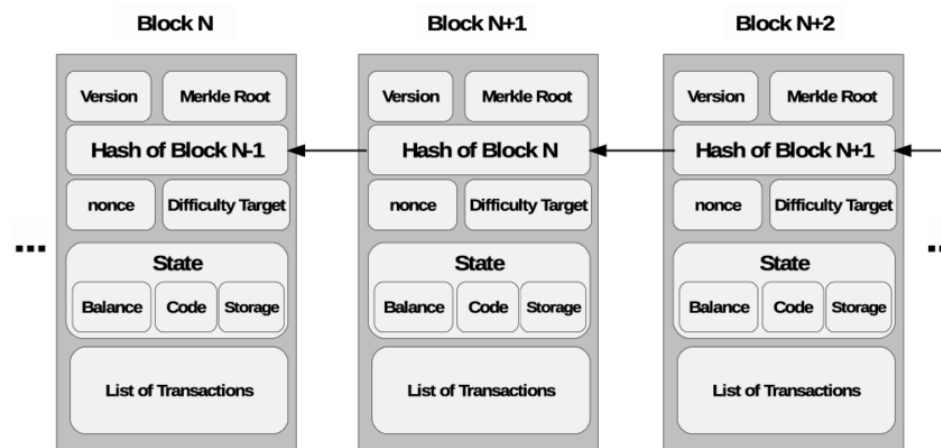 Block N
Block N+1
Block N+2
Version
Merkle Root
Version
Merkle Root
Version
Merkle Root
Hash of Block N-1
Hash of Block N
Hash of Block N+1
nonce
Difficulty Target
nonce
Difficulty Target
nonce
Difficulty Target
...
...
State
State
State
Balance
Code
Storage
Balance
Code
Storage
Balance
Code
Storage
List of Transactions
List of Transactions
List of Transactions